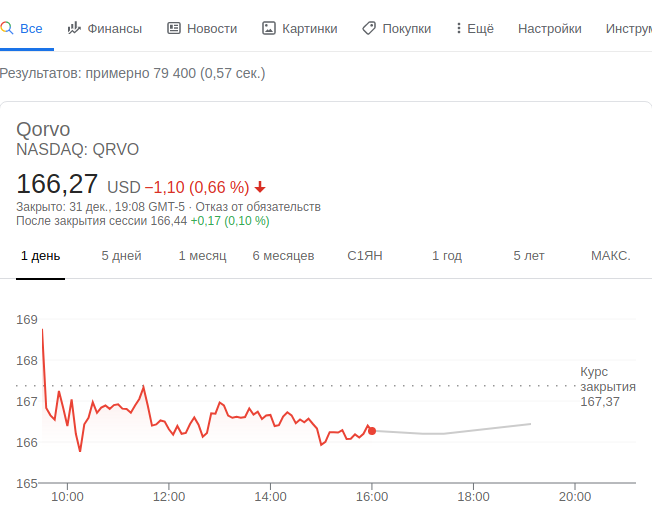 Все Финансы Новости Картинки Покупки Ещё Настройки Инструм
Результатов: примерно 79 400 (0,57 сек.)
Qorvo
NASDAQ: QRVO
166,27 USD −1,10 (0,66 %)
Закрыто: 31 дек., 19:08 GMT-5 · Отказ от обязательств
После закрытия сессии 166,44 +0,17 (0,10 %)
1 день 5 дней 1 месяц 6 месяцев С1ЯН 1 год 5 лет МАКС.
169
168
167
166
165
Курс
закрытия
167,37
10:00 12:00 14:00 16:00 18:00 20:00